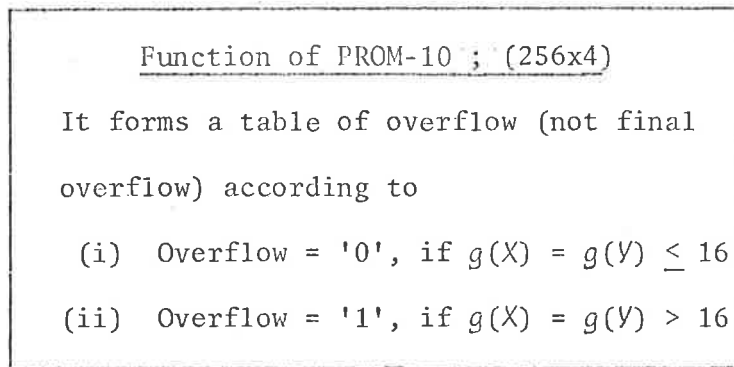 Function of PROM-10 ; (256x4)
It forms a table of overflow (not final
overflow) according to
(i) Overflow = '0', if g(X) = g(Y) ≤ 16
(ii) Overflow = '1', if g(X) = g(Y) > 16